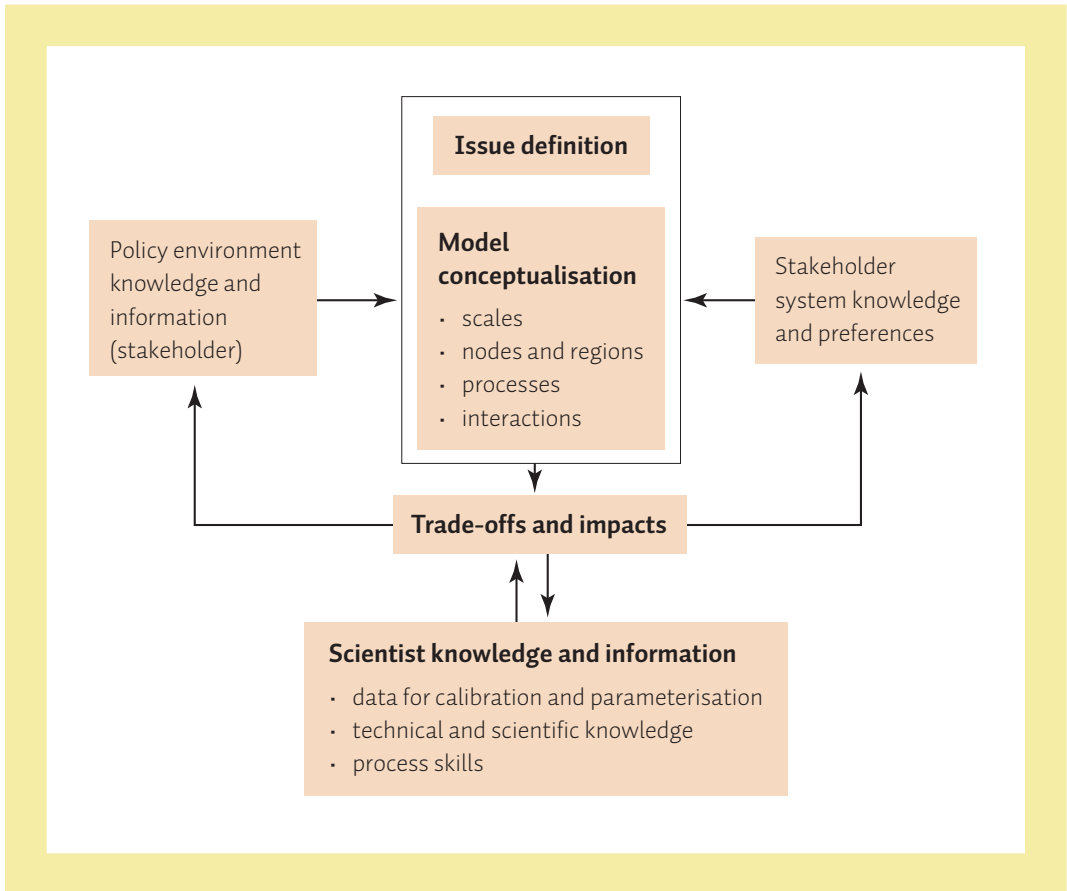 Issue definition
Policy environment
knowledge and
information
(stakeholder)
Model
conceptualisation
· scales
· nodes and regions
· processes
· interactions
Stakeholder
system knowledge
and preferences
Trade-offs and impacts
Scientist knowledge and information
· data for calibration and parameterisation
· technical and scientific knowledge
· process skills